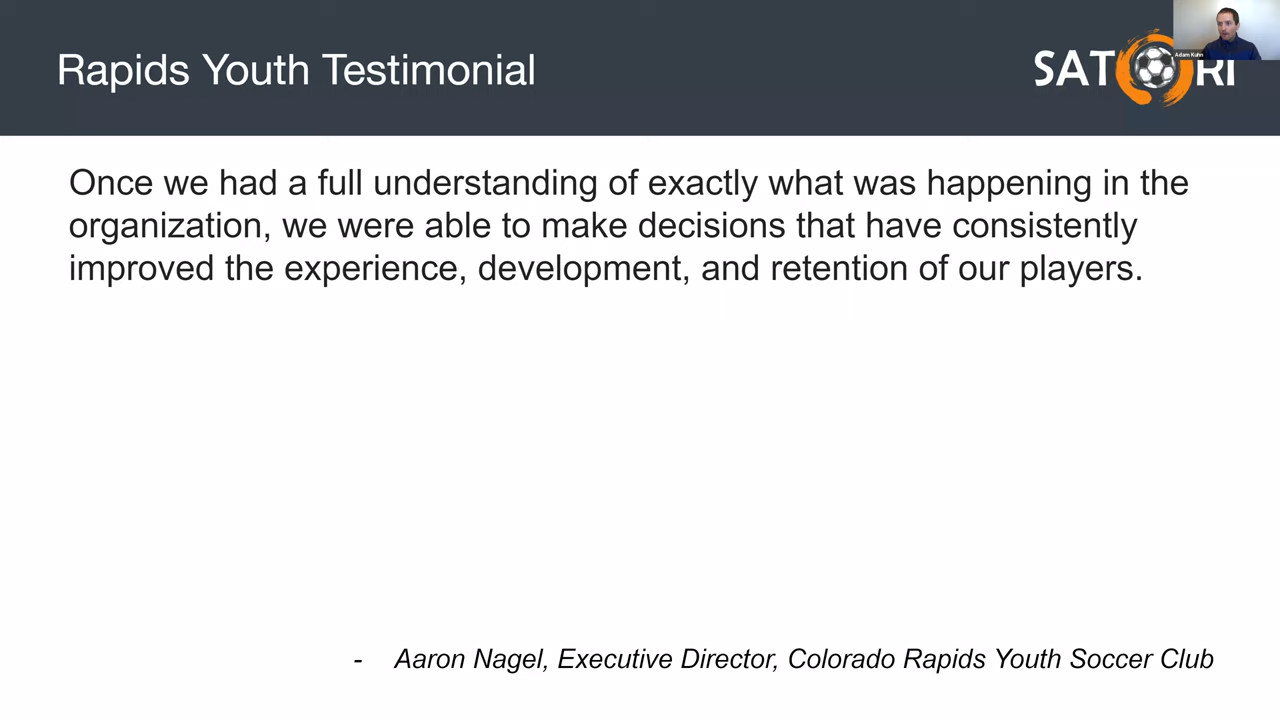 Rapids Youth Testimonial
SATORI
Adam Kuhn
Once we had a full understanding of exactly what was happening in the
organization, we were able to make decisions that have consistently
improved the experience, development, and retention of our players.
- Aaron Nagel, Executive Director, Colorado Rapids Youth Soccer Club